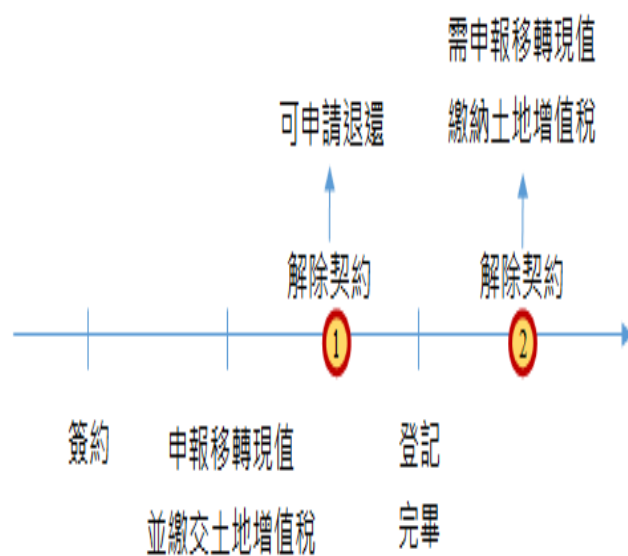 需申報移轉現值
繳納土地增值稅
可申請退還
解除契約
解除契約
1
2
簽約
申報移轉現值
並繳交土地增值稅
登記
完畢